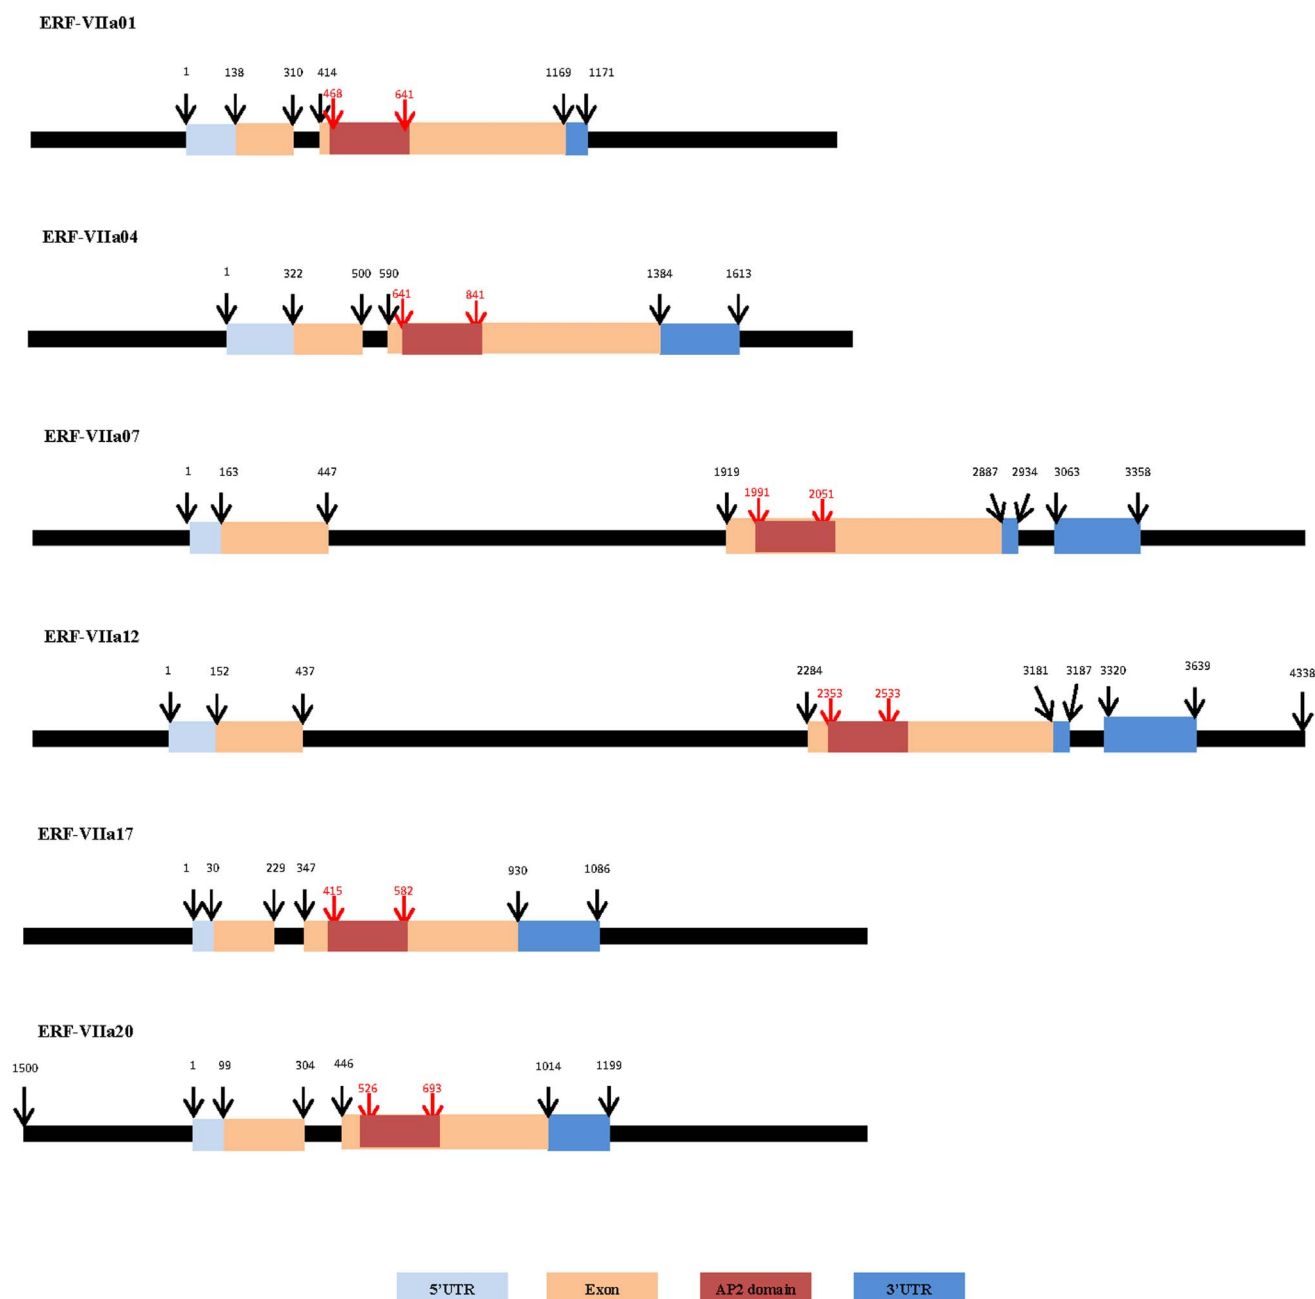 ERF-VIIa01
1 138 310 414 1169 1171
468 641
ERF-VIIa04
1 322 500 590 1384 1613
641 841
ERF-VIIa07
1 163 447 1919 2887 2934 3063 3358
1991 2051
ERF-VIIa12
1 152 437 2284 3181 3187 3320 3639 4338
2353 2533
ERF-VIIa17
1 30 229 347 930 1086
415 582
ERF-VIIa20
1500 1 99 304 446 1014 1199
526 693
5'UTR Exon AP2 domain 3'UTR